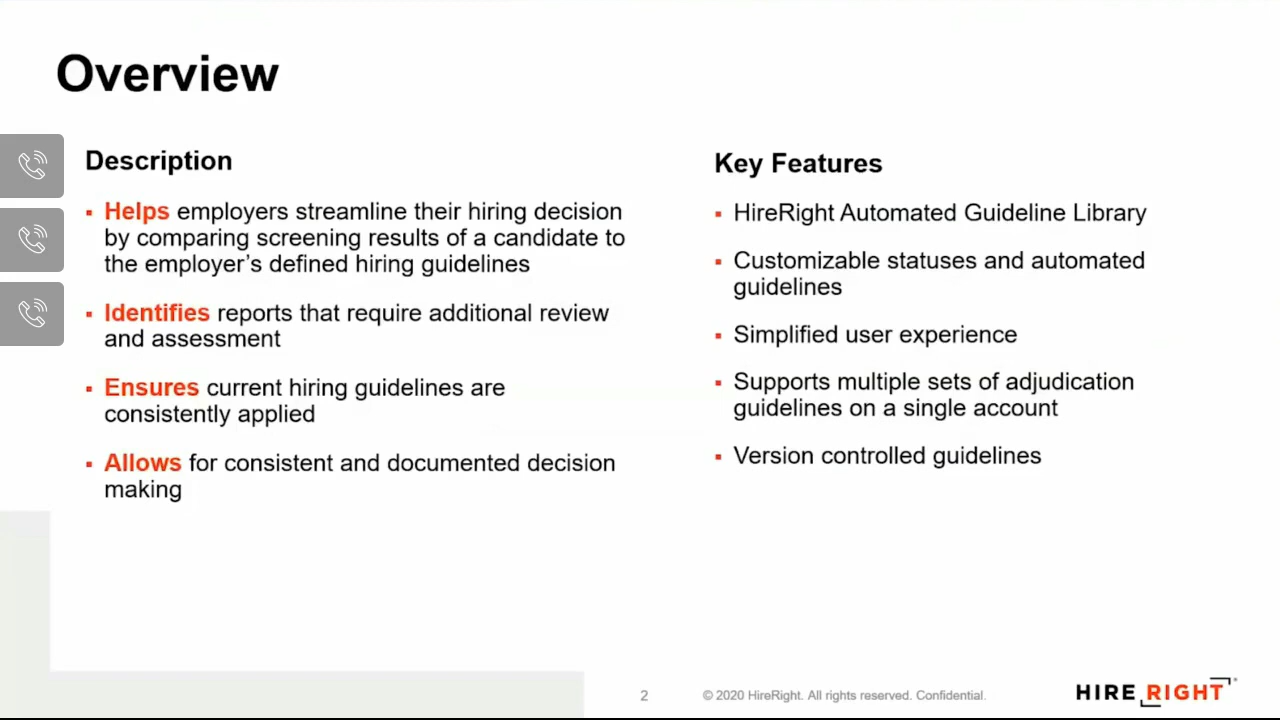 Overview
Description
▪ Helps employers streamline their hiring decision
by comparing screening results of a candidate to
the employer's defined hiring guidelines
▪ Identifies reports that require additional review
and assessment
▪ Ensures current hiring guidelines are
consistently applied
▪ Allows for consistent and documented decision
making
Key Features
▪ HireRight Automated Guideline Library
▪ Customizable statuses and automated
guidelines
▪ Simplified user experience
▪ Supports multiple sets of adjudication
guidelines on a single account
▪ Version controlled guidelines
2
© 2020 HireRight. All rights reserved. Confidential.
HIRE RIGHT